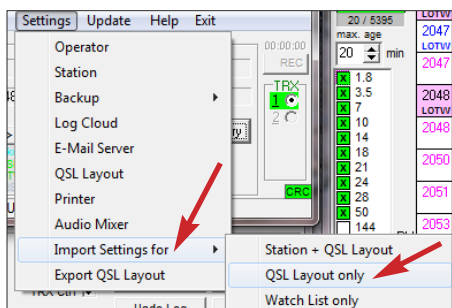 Settings Update Help Exit
Operator
Station
Backup
Log Cloud
E-Mail Server
QSL Layout
Printer
Audio Mixer
Import Settings for
Export QSL Layout
Station + QSL Layout
QSL Layout only
Watch List only
00:00:00
REC
TRX
1
2
CRC
20 / 5395
max. age
20 min
x 1.8
x 3.5
x 7
x 10
x 14
x 18
x 21
x 24
x 28
x 50
144
LOTW
2047
LOTW
2047
2048
LOTW
2048
2050
2051
2053
Undo Log